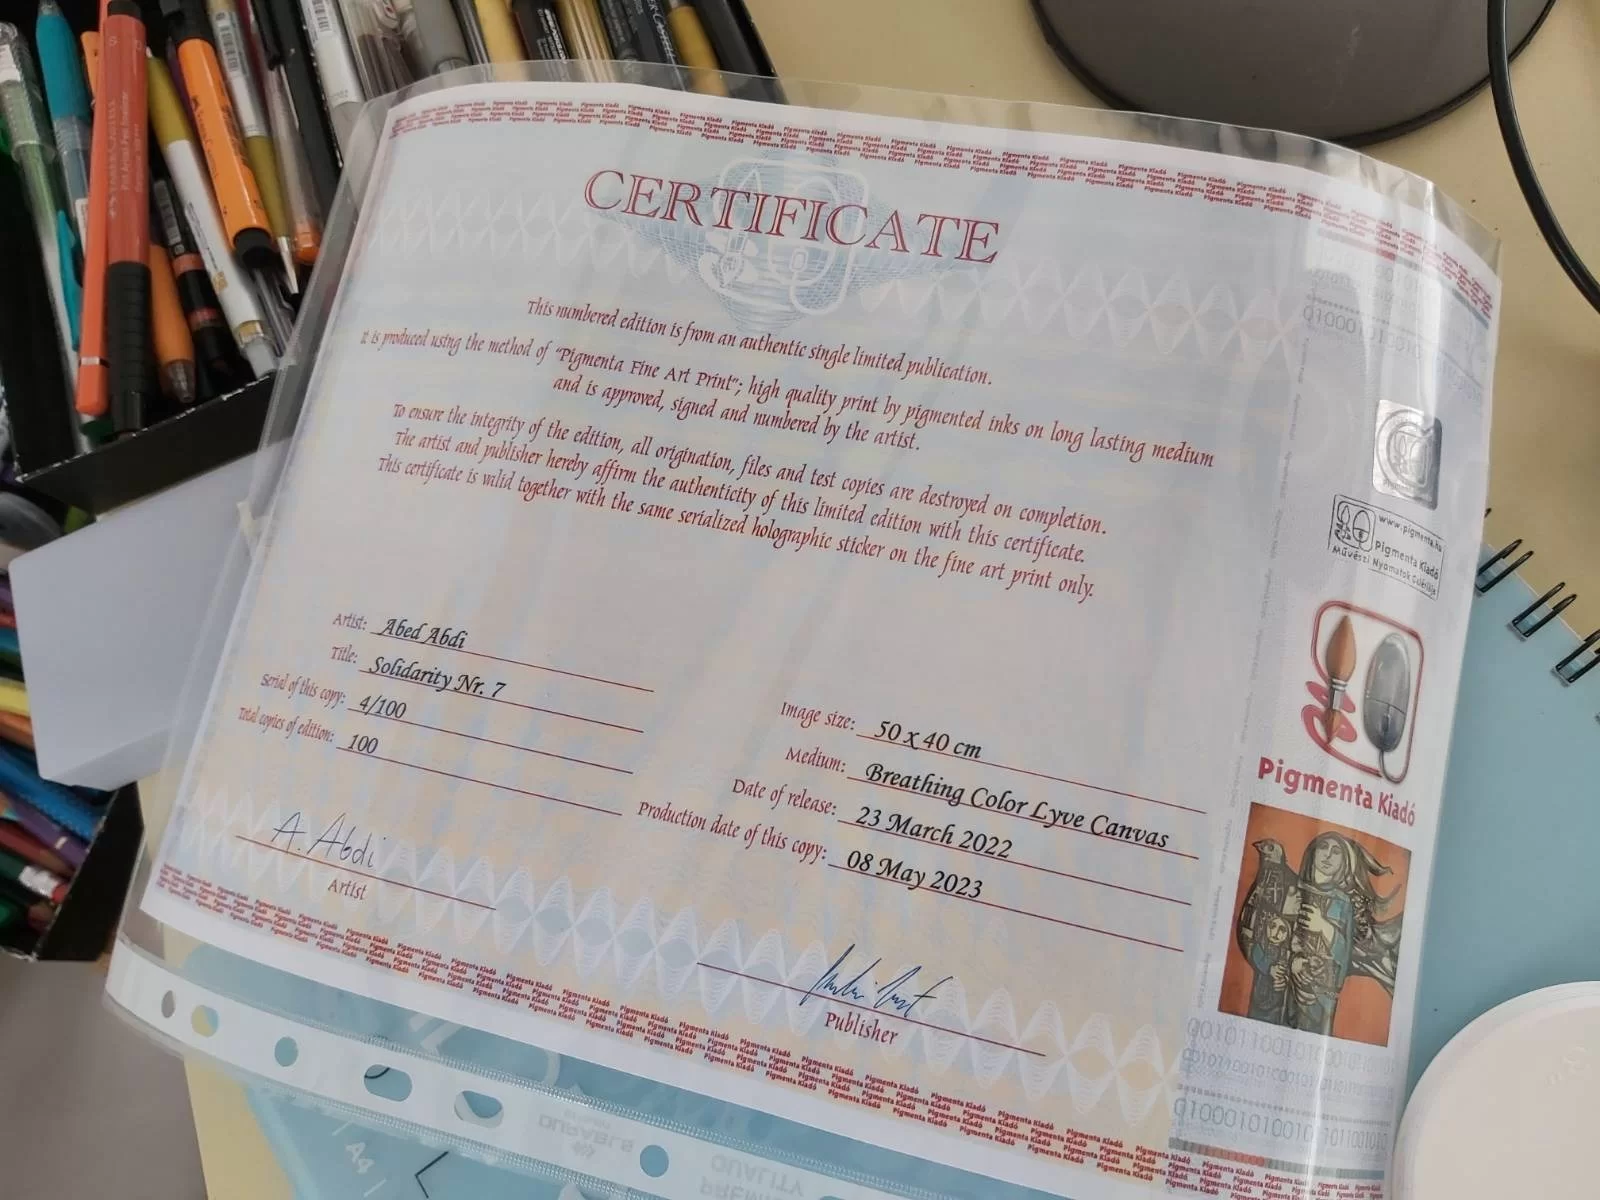 CERTIFICATE
This numbered edition is from an authentic single limited publication.
It is produced using the method of "Pigmenta Fine Art Print"; high quality print by pigmented inks on long lasting medium
and is approved, signed and numbered by the artist.
To ensure the integrity of the edition, all origination, files and test copies are destroyed on completion.
The artist and publisher hereby affirm the authenticity of this limited edition with this certificate.
This certificate is valid together with the same serialized holographic sticker on the fine art print only.
Artist: Abed Abdi
Title: Solidarity Nr. 7
Serial of this copy: 4/100
Total copies of edition: 100
Image size: 50 x 40 cm
Medium: Breathing Color Lyve Canvas
Date of release: 23 March 2022
Production date of this copy: 08 May 2023
A. Abdi
Artist
Publisher
www.pigmenta.hu
Pigmenta Kiadó
Művészi Nyomatok Galériája
Pigmenta Kiadó
A4
DURABLE
PREMIUM
QUALITY